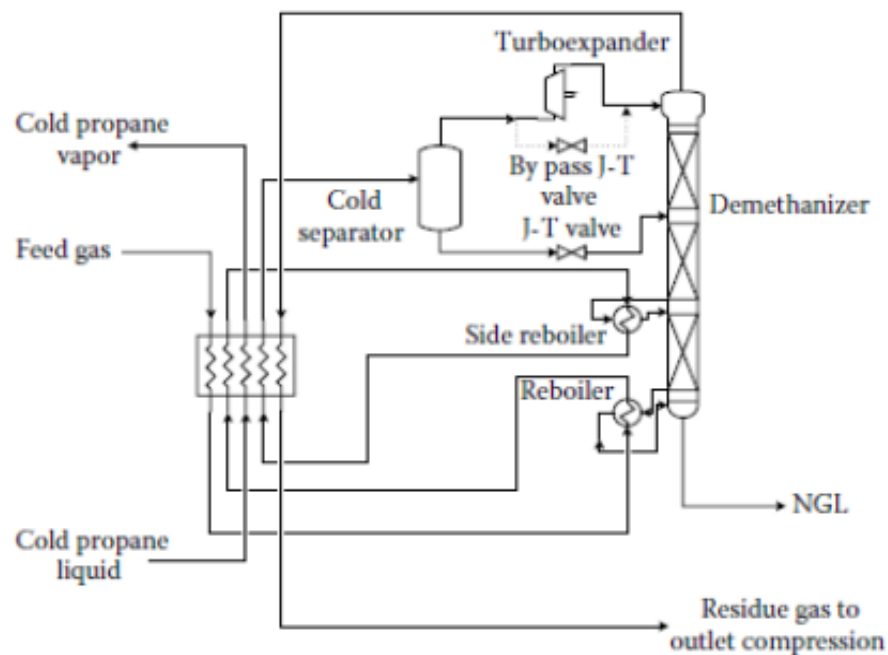 Turboexpander
Cold propane
vapor
By pass J-T
valve
Cold
separator
J-T valve
Demethanizer
Feed gas
Side reboiler
Reboiler
NGL
Cold propane
liquid
Residue gas to
outlet compression